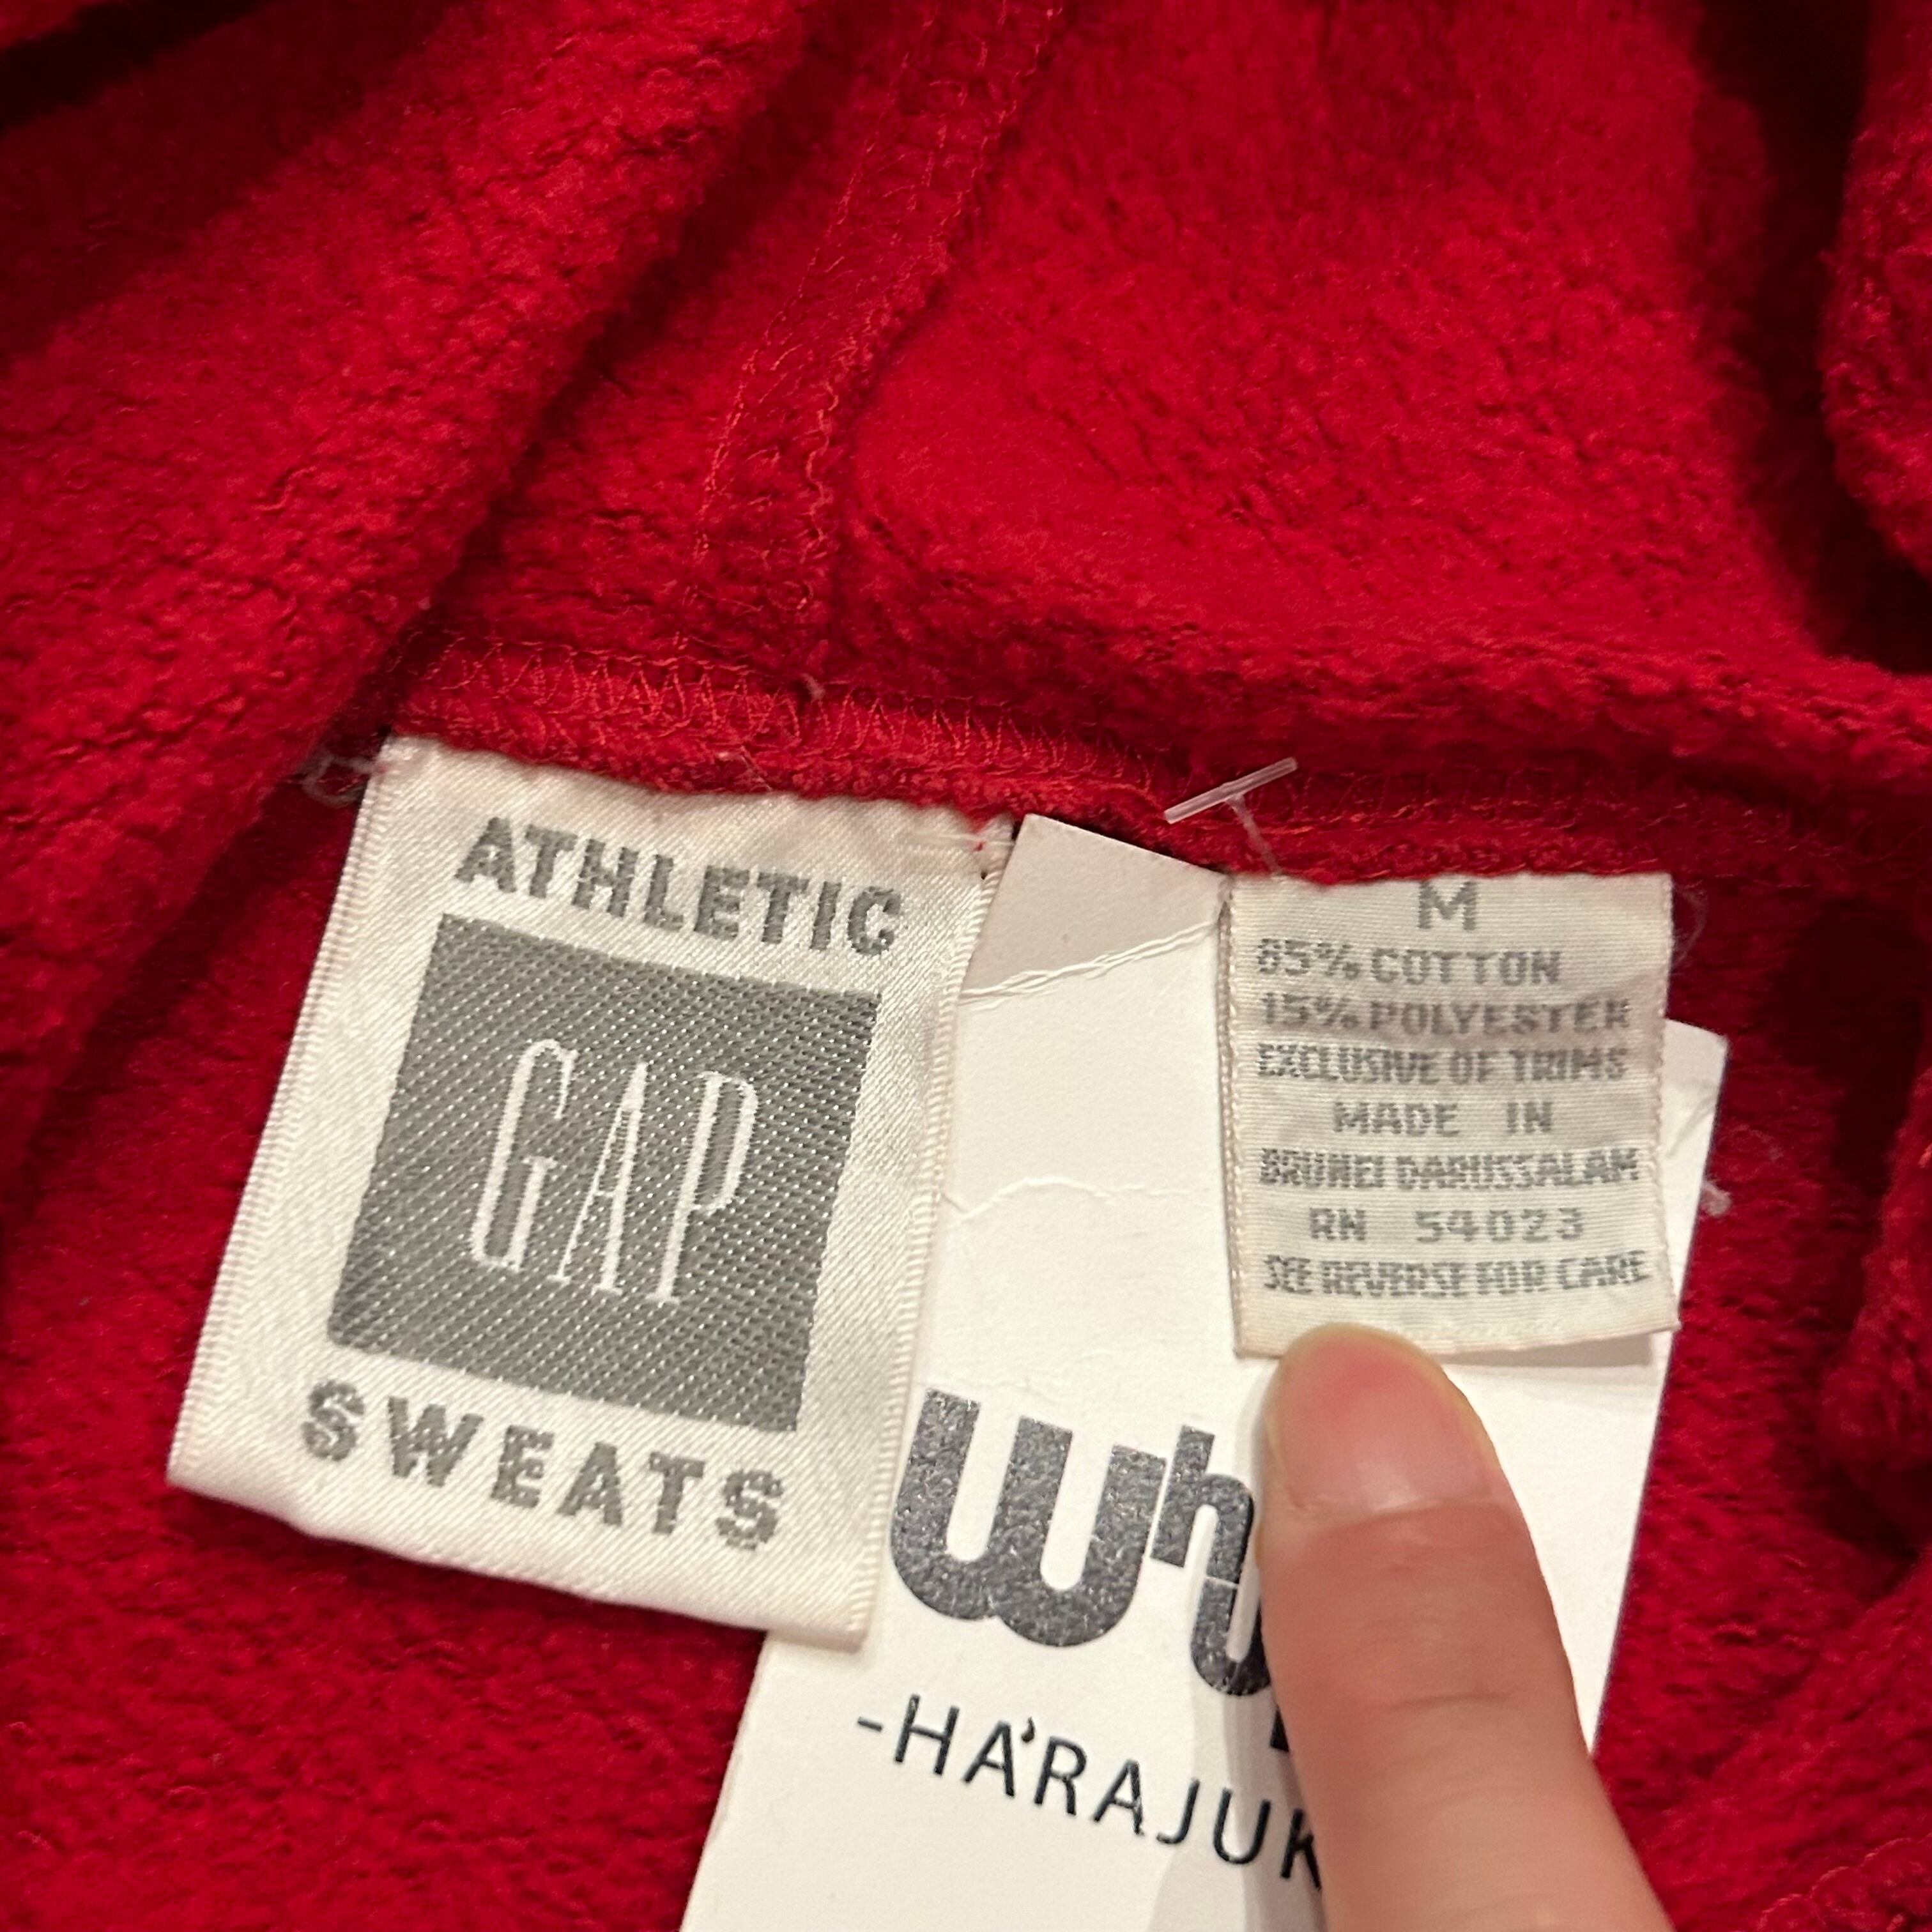 ATHLETIC
GAP
SWEATS
M
85% COTTON
15% POLYESTER
EXCLUSIVE OF TRIMS
MADE IN
BRUNEI DARUSSALAM
RN 54023
SEE REVERSE FOR CARE
-HARAJUK